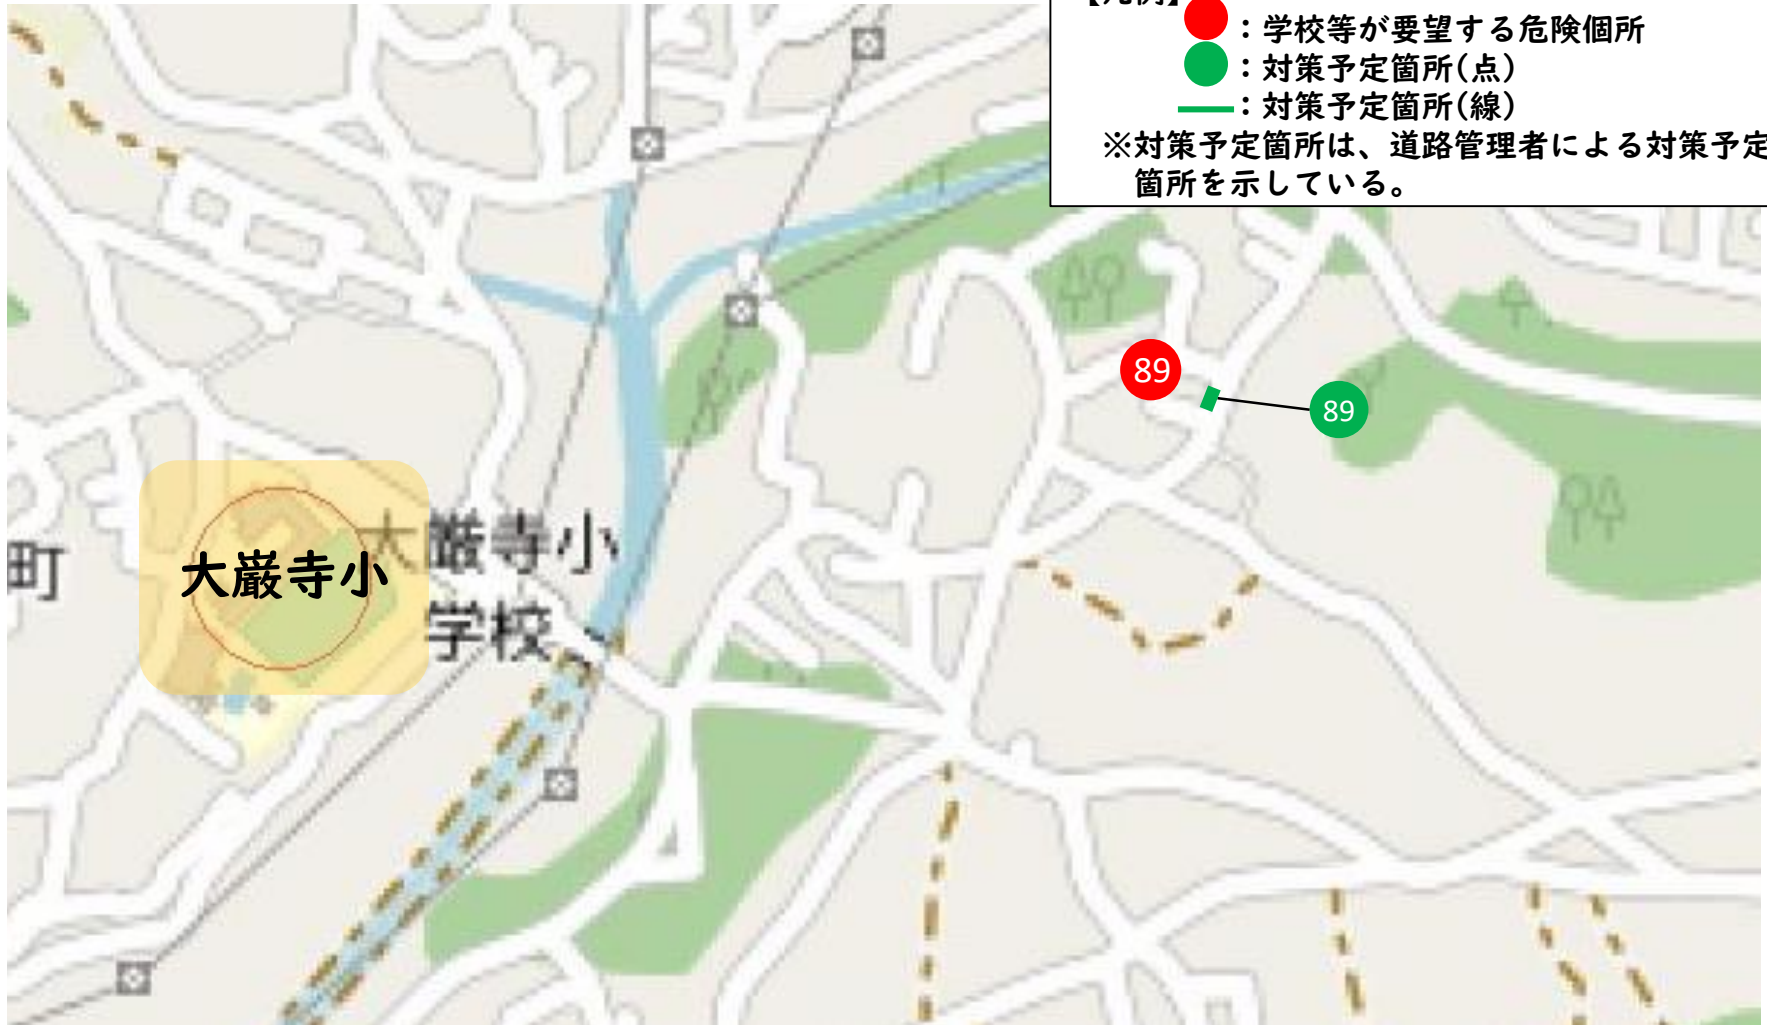 【凡例】
：学校等が要望する危険個所
：対策予定箇所(点)
：対策予定箇所(線)
※対策予定箇所は、道路管理者による対策予定
箇所を示している。
89
89
大厳寺小
学校
大巌寺小
町